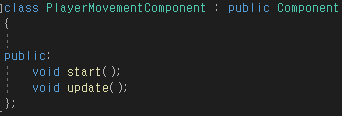 class PlayerMovementComponent : public Component
{
public:
void start();
void update();
};